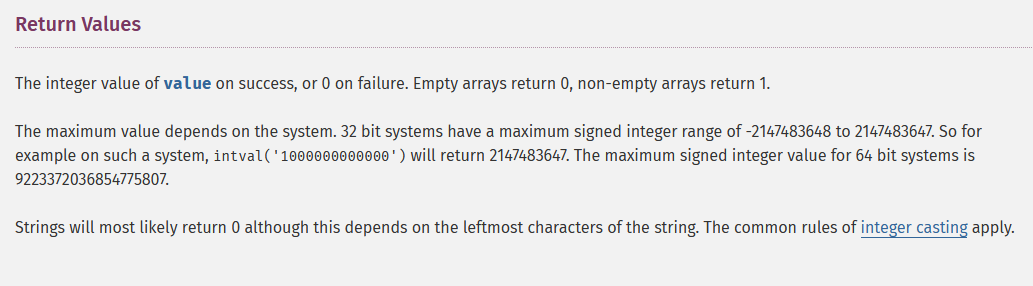 Return Values
The integer value of value on success, or 0 on failure. Empty arrays return 0, non-empty arrays return 1.
The maximum value depends on the system. 32 bit systems have a maximum signed integer range of -2147483648 to 2147483647. So for
example on such a system, intval('1000000000000') will return 2147483647. The maximum signed integer value for 64 bit systems is
9223372036854775807.
Strings will most likely return 0 although this depends on the leftmost characters of the string. The common rules of integer casting apply.